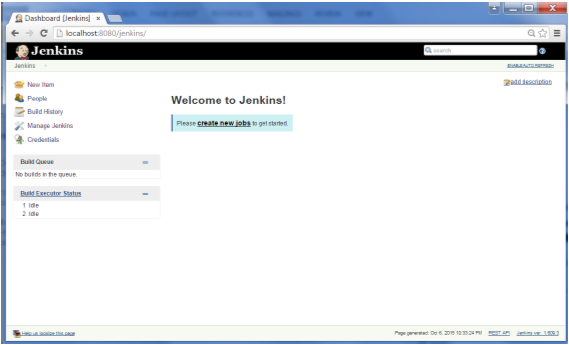 Dashboard [Jenkins]
localhost:8080/jenkins/
Jenkins
search
Jenkins
ENABLE AUTO REFRESH
New Item
People
Build History
Manage Jenkins
Credentials
add description
Welcome to Jenkins!
Please create new jobs to get started.
Build Queue
No builds in the queue.
Build Executor Status
1 Idle
2 Idle
Help us localize this page
Page generated: Oct 6, 2015 10:33:24 PM REST API Jenkins ver.